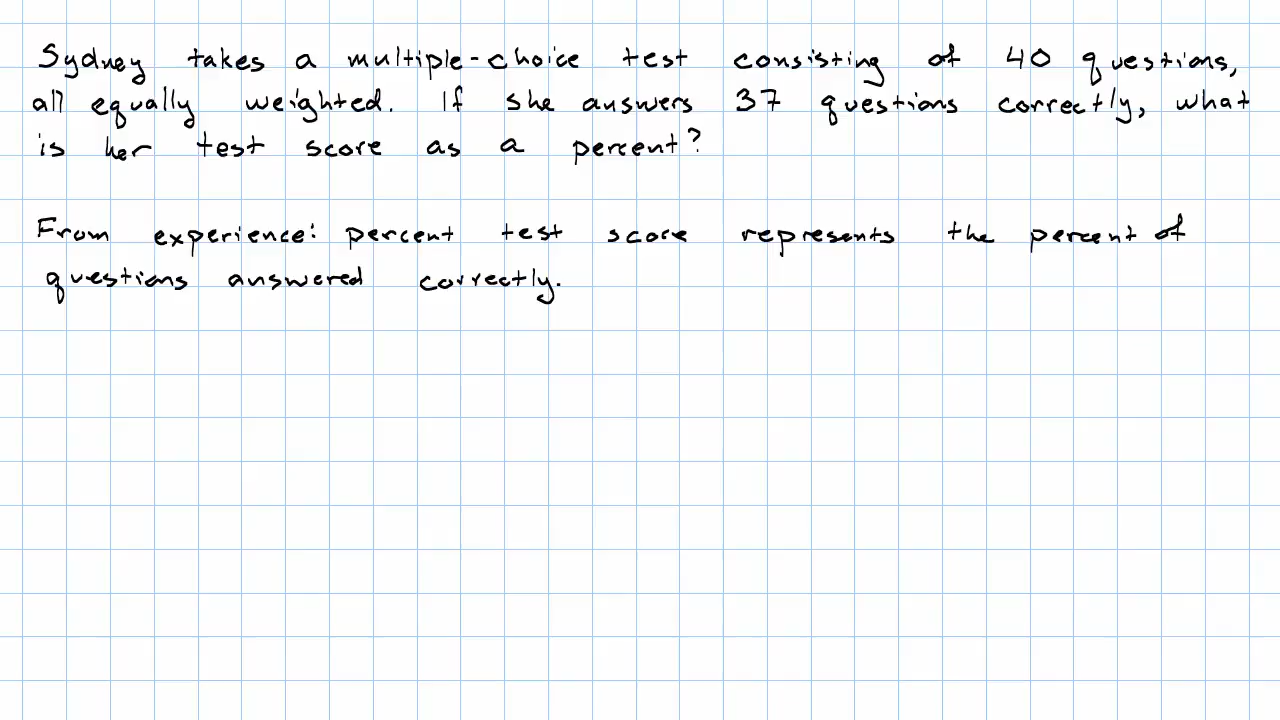 Sydney takes a multiple-choice test consisting of 40 questions,
all equally weighted. If she answers 37 questions correctly, what
is her test score as a percent?
From experience: percent test score represents the percent of
questions answered correctly.